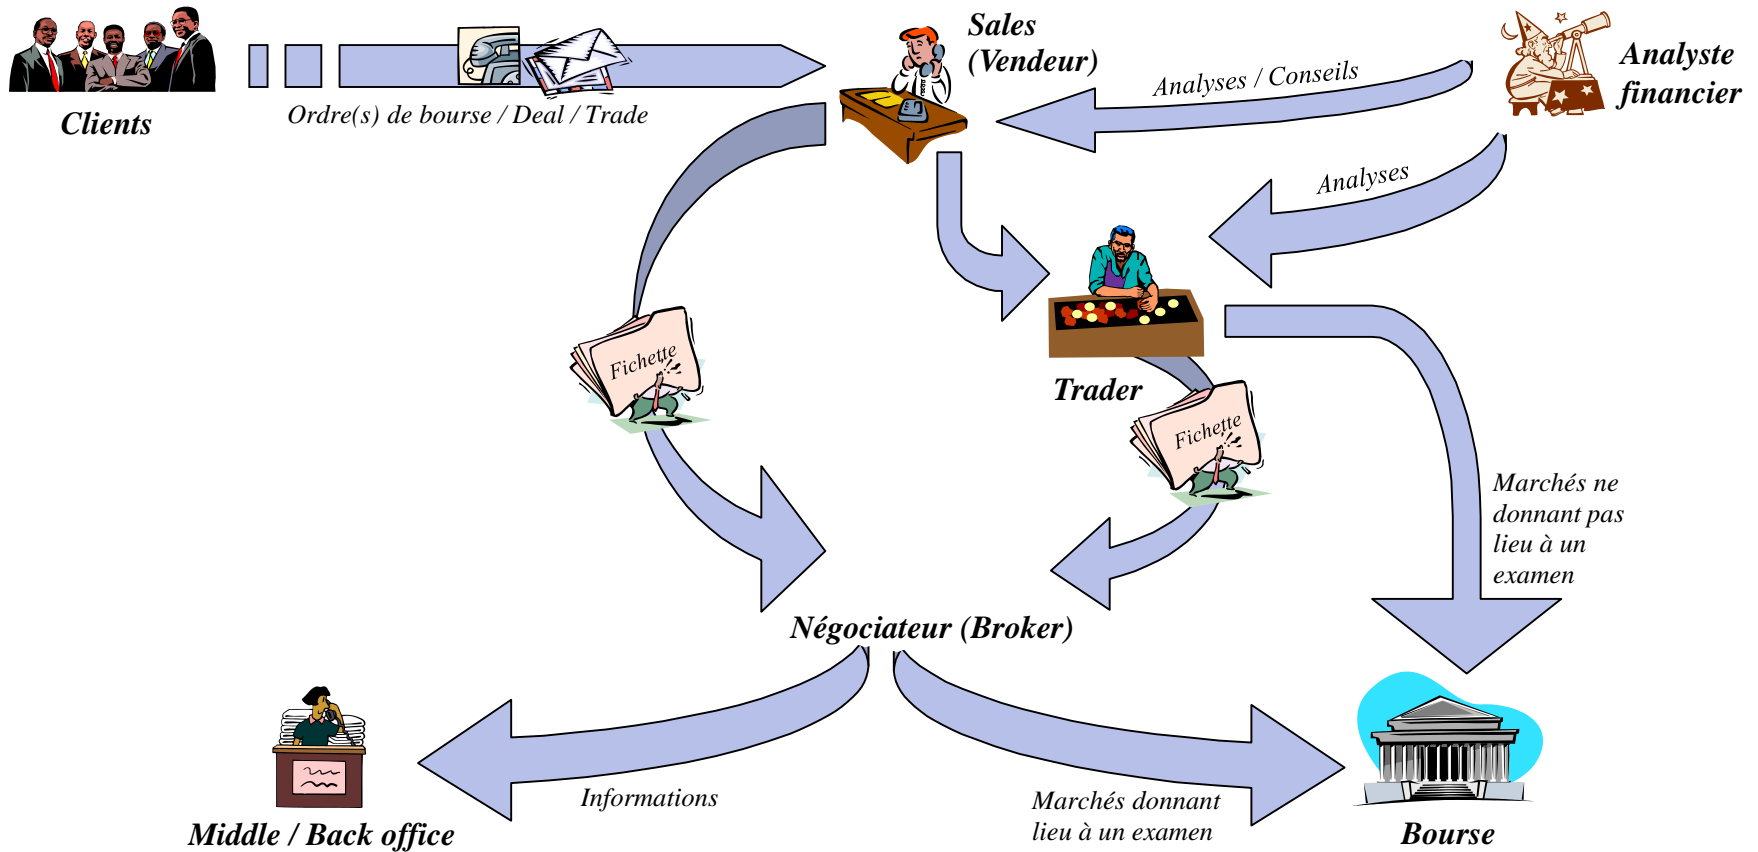 Clients
Ordre(s) de bourse / Deal / Trade
Sales
(Vendeur)
Analyses / Conseils
Analyste
financier
Analyses
Fichette
Trader
Fichette
Marchés ne
donnant pas
lieu à un
examen
Négociateur (Broker)
Informations
Middle / Back office
Marchés donnant
lieu à un examen
Bourse